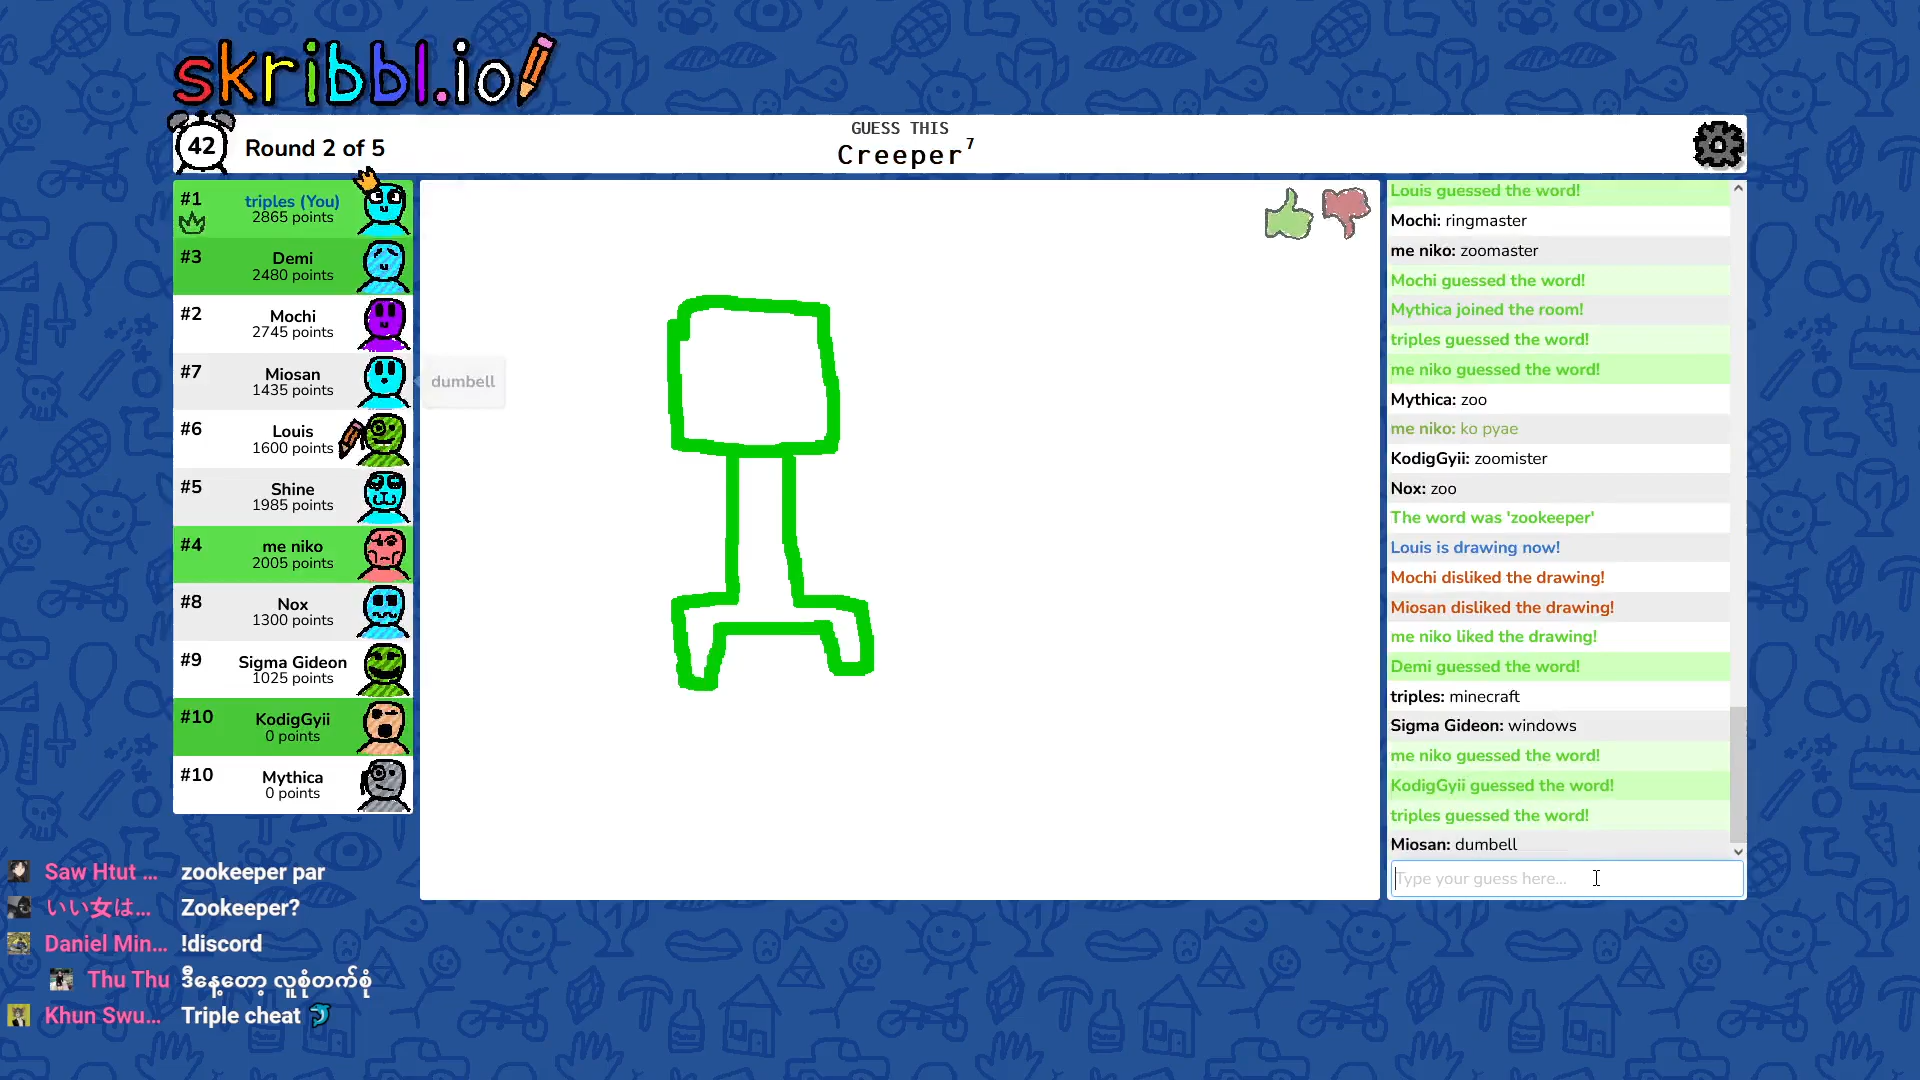 skribbl.io
42
Round 2 of 5
GUESS THIS
Creeper 7
#1
triples (You)
2865 points
#3
Demi
2480 points
#2
Mochi
2745 points
#7
Miosan
1435 points
dumbell
#6
Louis
1600 points
#5
Shine
1985 points
#4
me niko
2005 points
#8
Nox
1300 points
#9
Sigma Gideon
1025 points
#10
KodigGyii
0 points
#10
Mythica
0 points
Louis guessed the word!
Mochi: ringmaster
me niko: zoomaster
Mochi guessed the word!
Mythica joined the room!
triples guessed the word!
me niko guessed the word!
Mythica: zoo
me niko: ko pyae
KodigGyii: zoomister
Nox: zoo
The word was 'zookeeper'
Louis is drawing now!
Mochi disliked the drawing!
Miosan disliked the drawing!
me niko liked the drawing!
Demi guessed the word!
triples: minecraft
Sigma Gideon: windows
me niko guessed the word!
KodigGyii guessed the word!
triples guessed the word!
Miosan: dumbell
Type your guess here...
Saw Htut ... zookeeper par
いい女は... Zookeeper?
Daniel Min... !discord
Thu Thu ဒီနေ့တော့ လူစုံတက်စုံ
Khun Swu... Triple cheat